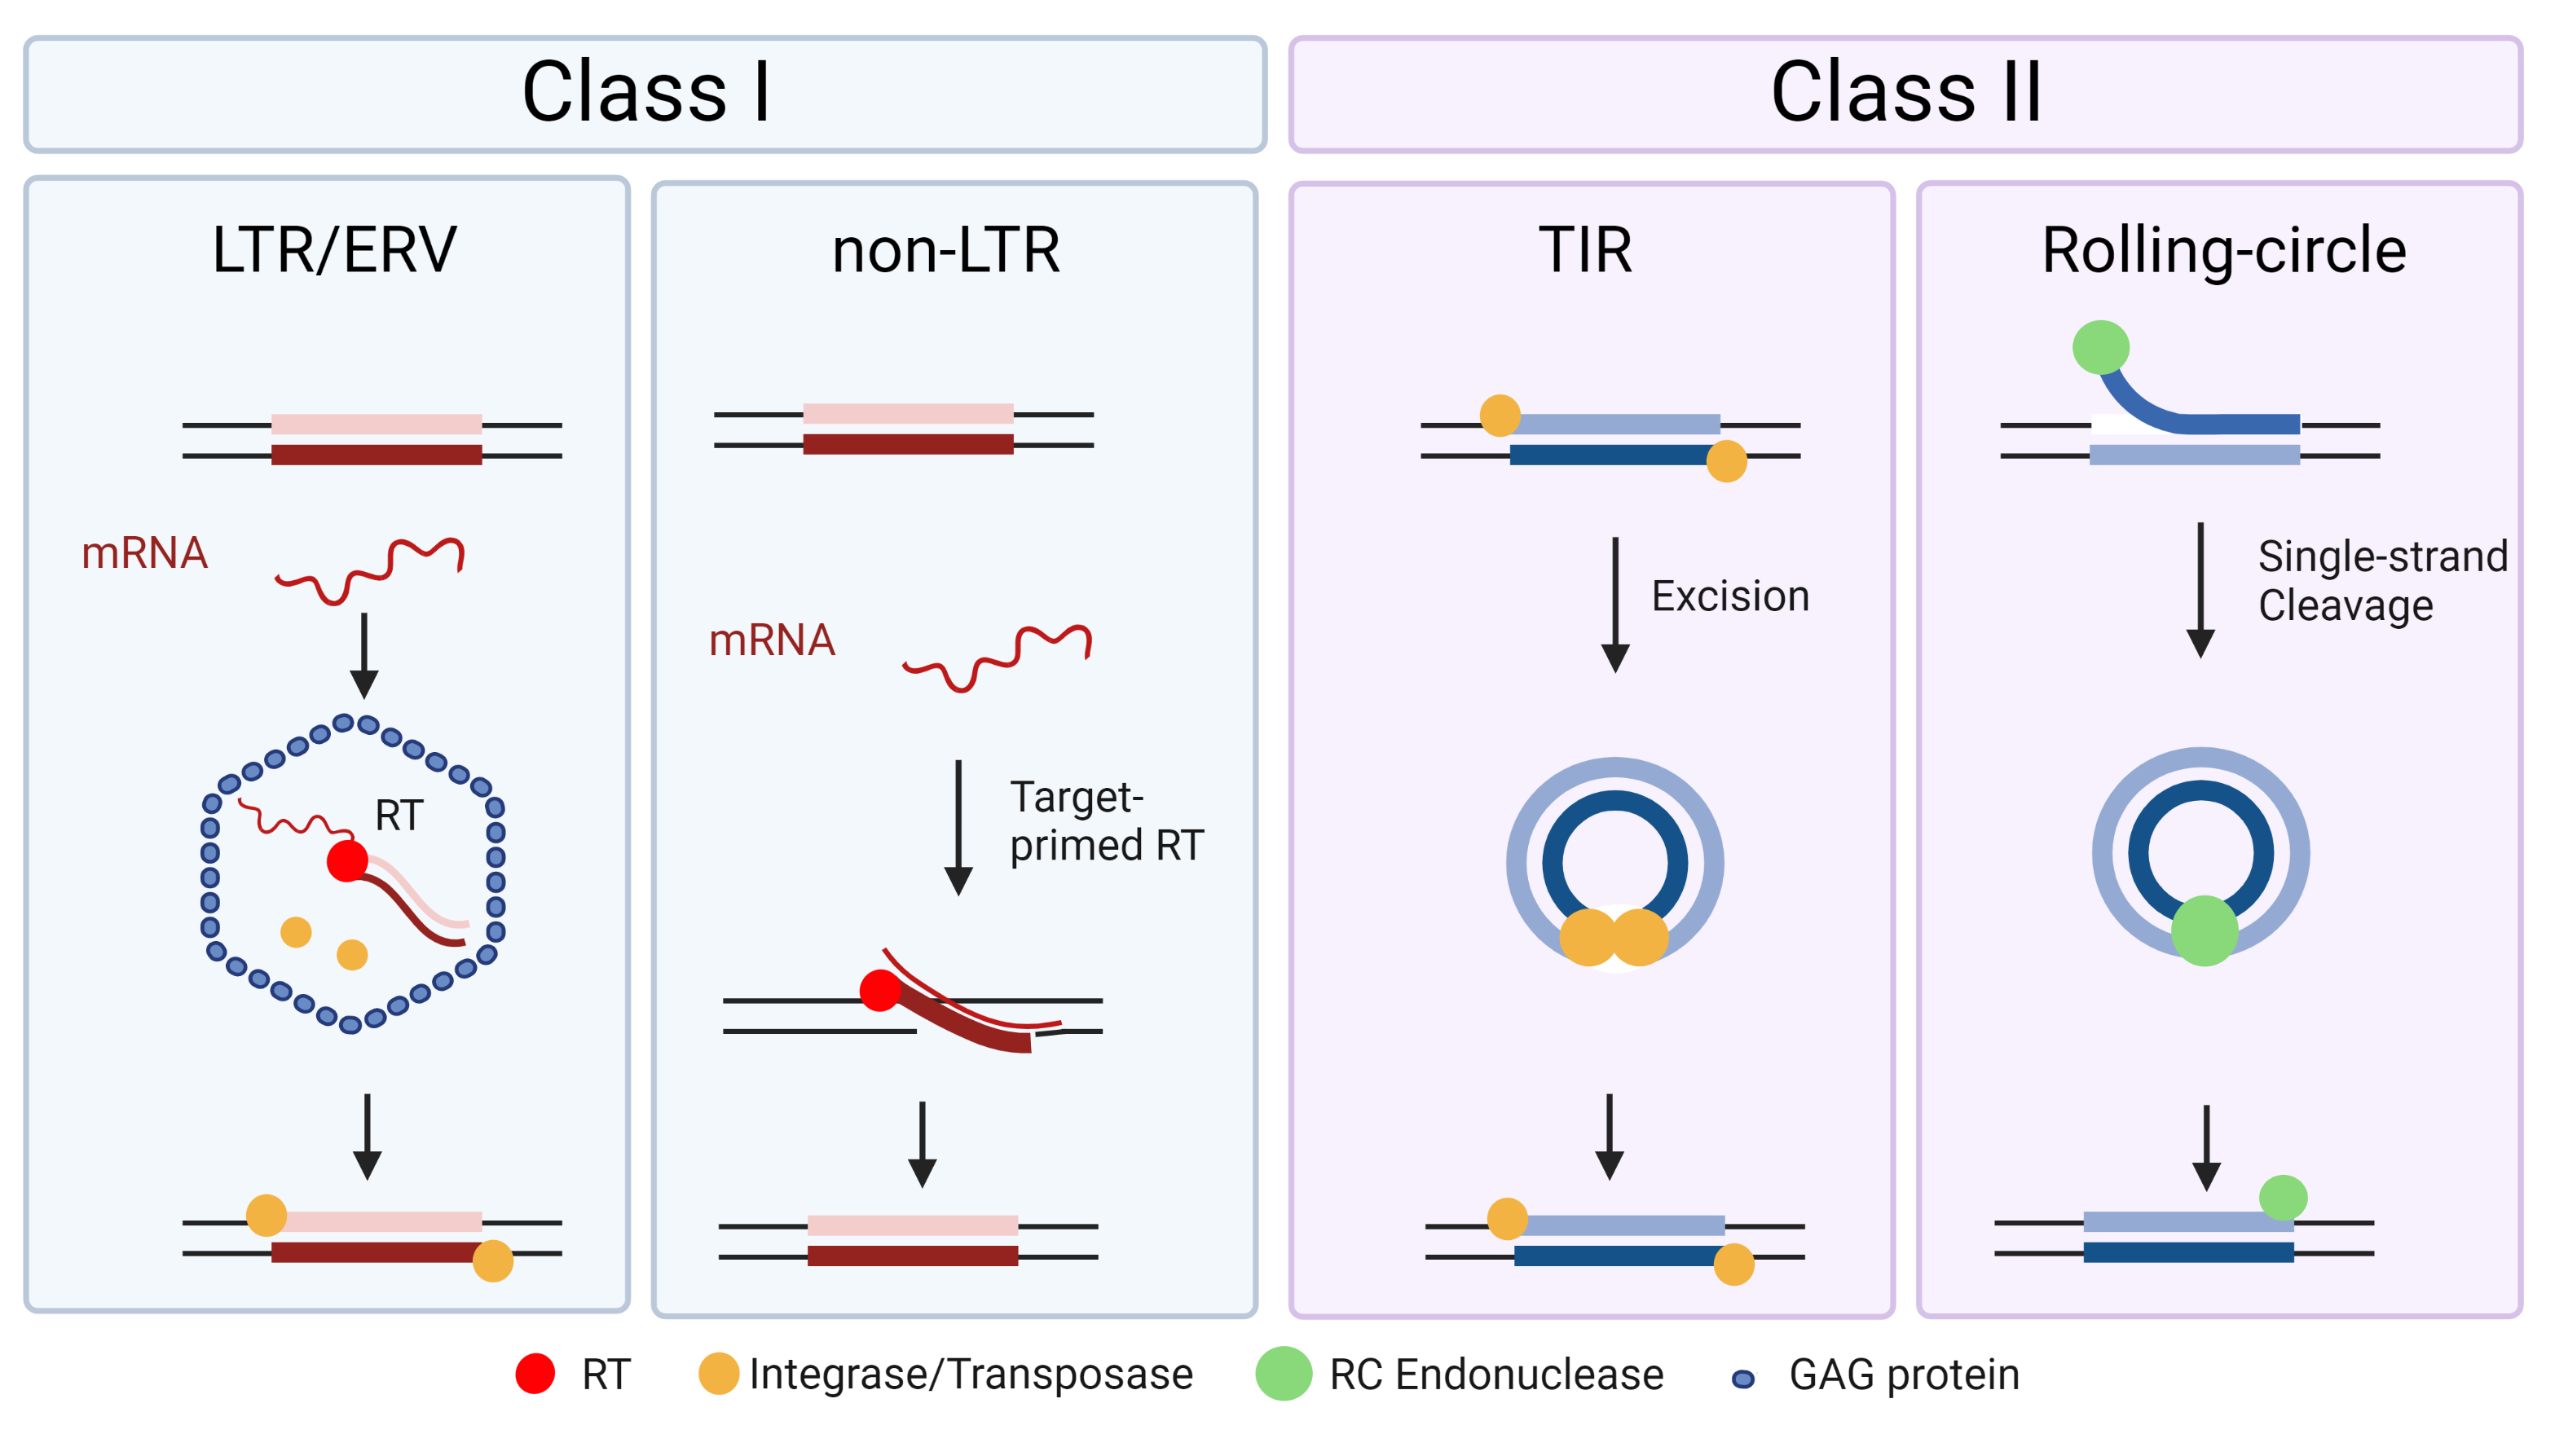 Class I
Class II
LTR/ERV
mRNA
RT
non-LTR
mRNA
Target-
primed RT
TIR
Excision
Rolling-circle
Single-strand
Cleavage
RT
Integrase/Transposase
RC Endonuclease
GAG protein